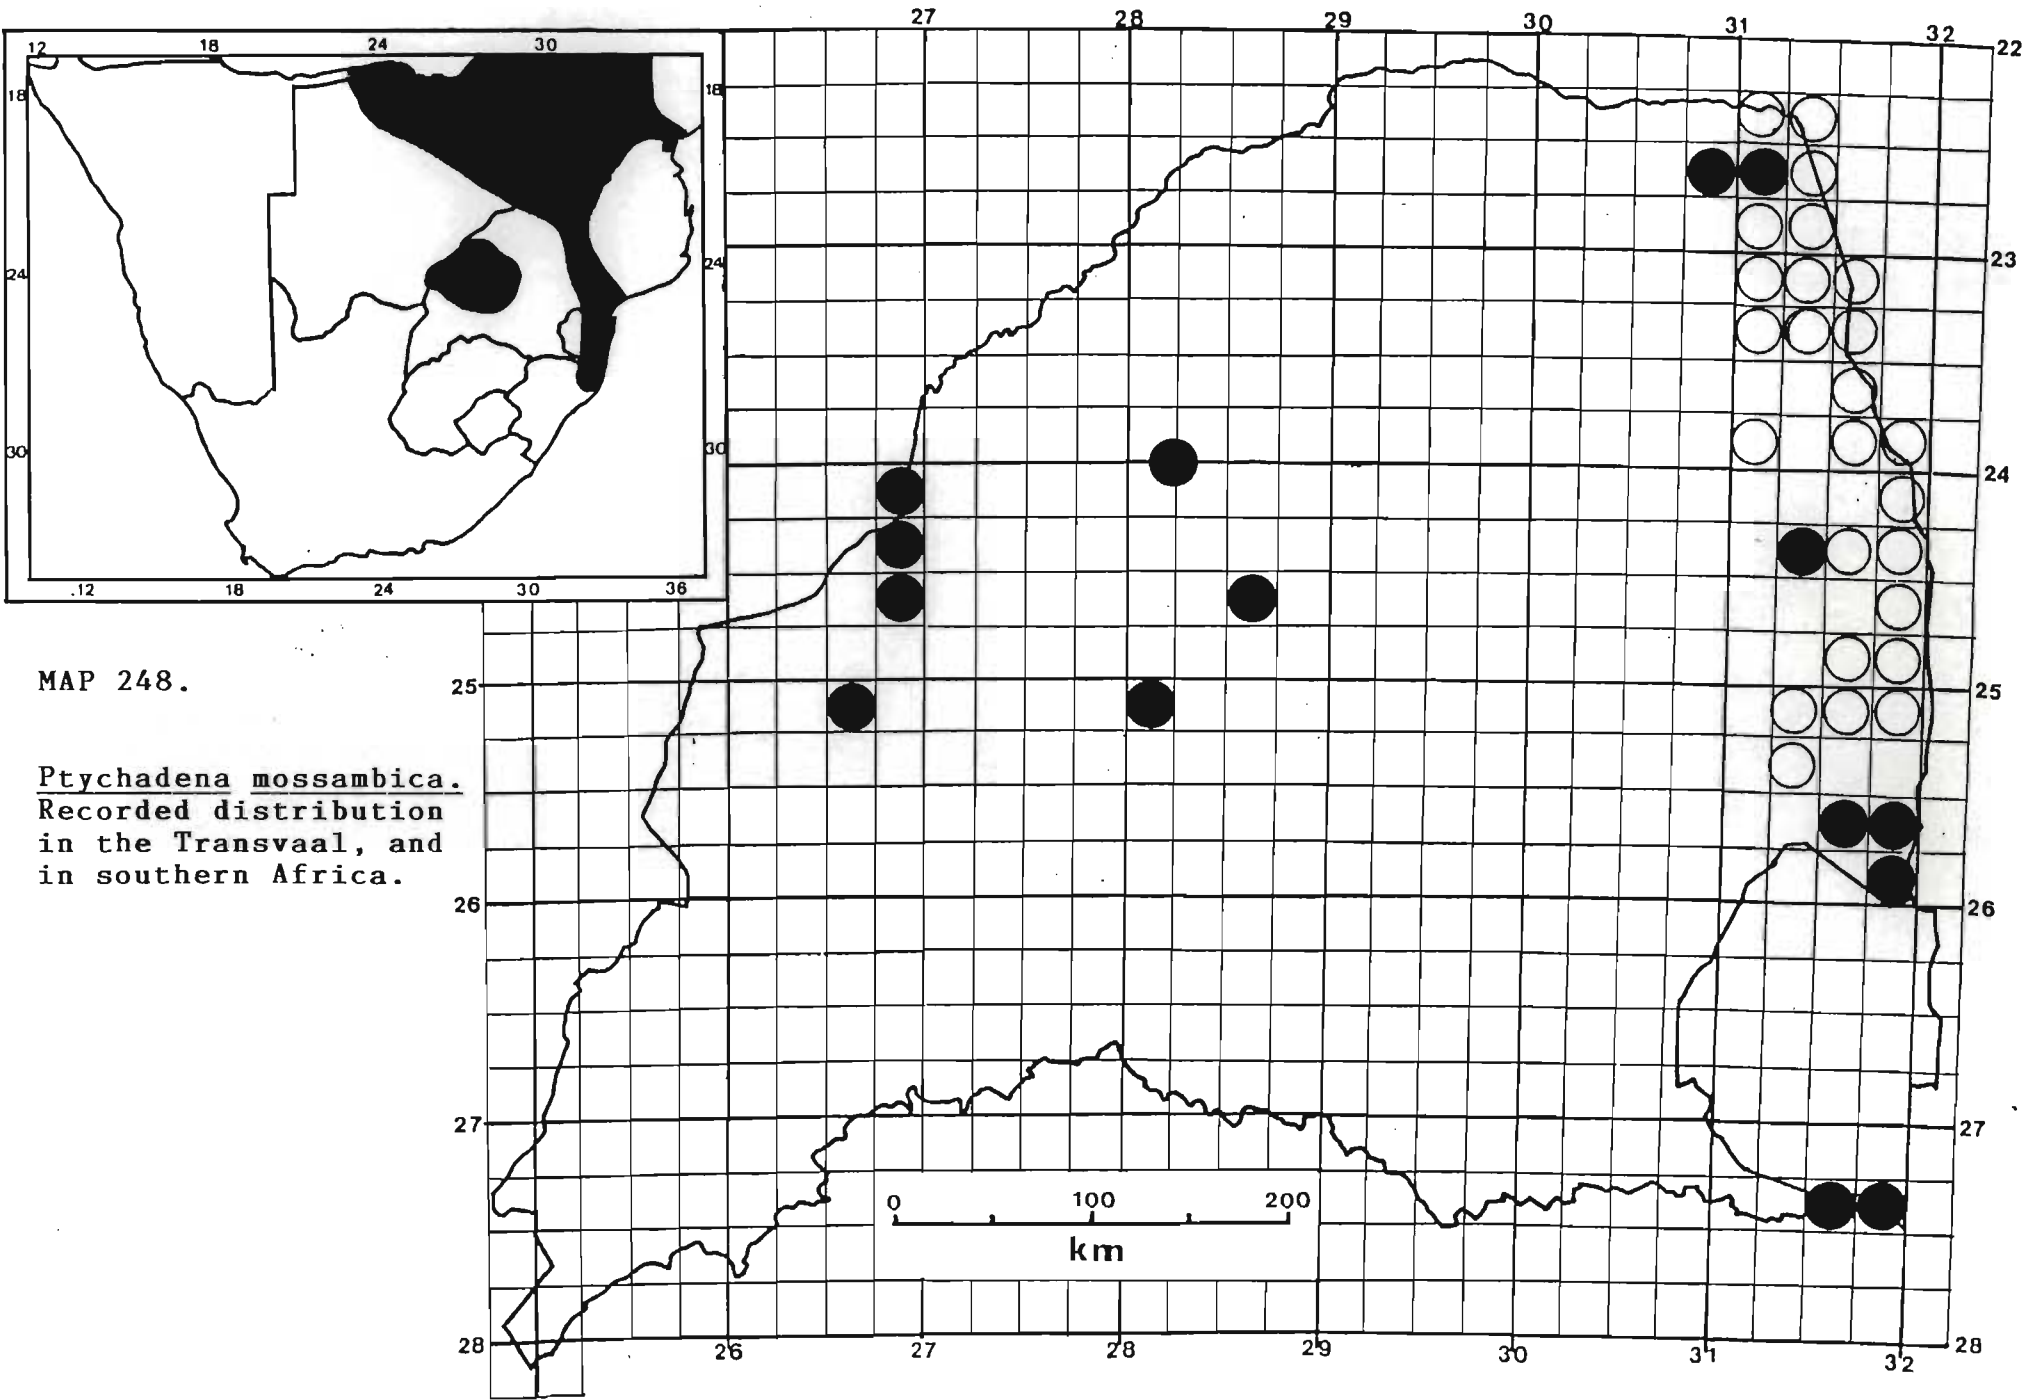 27 28 29 30 31 32
22
12 18 24 30
18 18
23
24 24
30 30
24
.12 18 24 30 36
MAP 248.
25 25
Ptychadena mossambica.
Recorded distribution
in the Transvaal, and
in southern Africa.
26 26
27 27
0 100 200
km
28 28
26 27 28 29 30 31 32